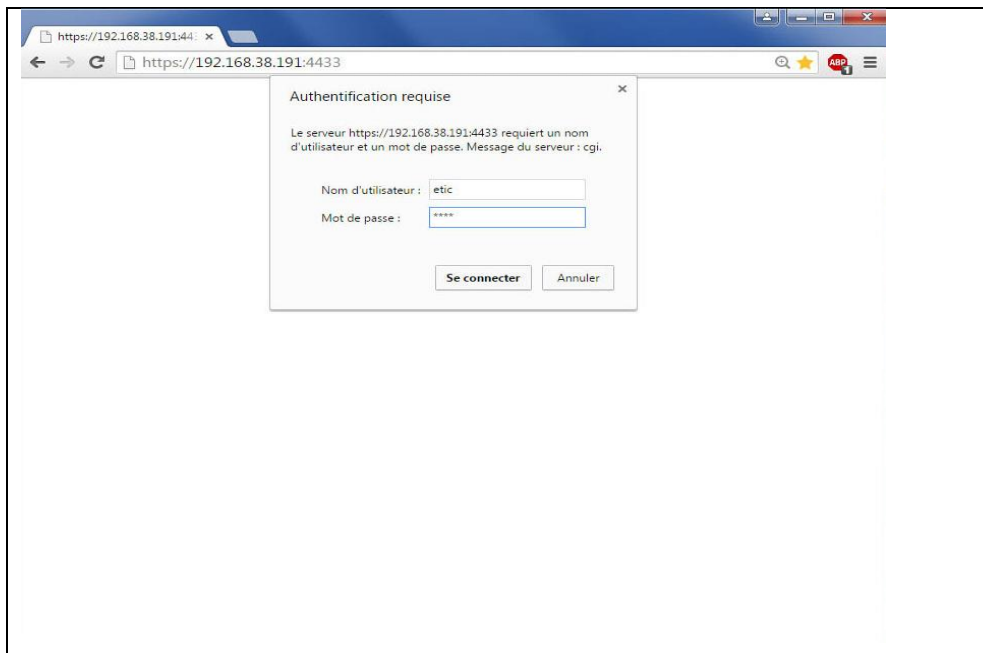 https://192.168.38.191:44
https://192.168.38.191:4433
ABP
1
Authentification requise
Le serveur https://192.168.38.191:4433 requiert un nom
d'utilisateur et un mot de passe. Message du serveur : cgi.
Nom d'utilisateur : etic
Mot de passe : ****
Se connecter Annuler